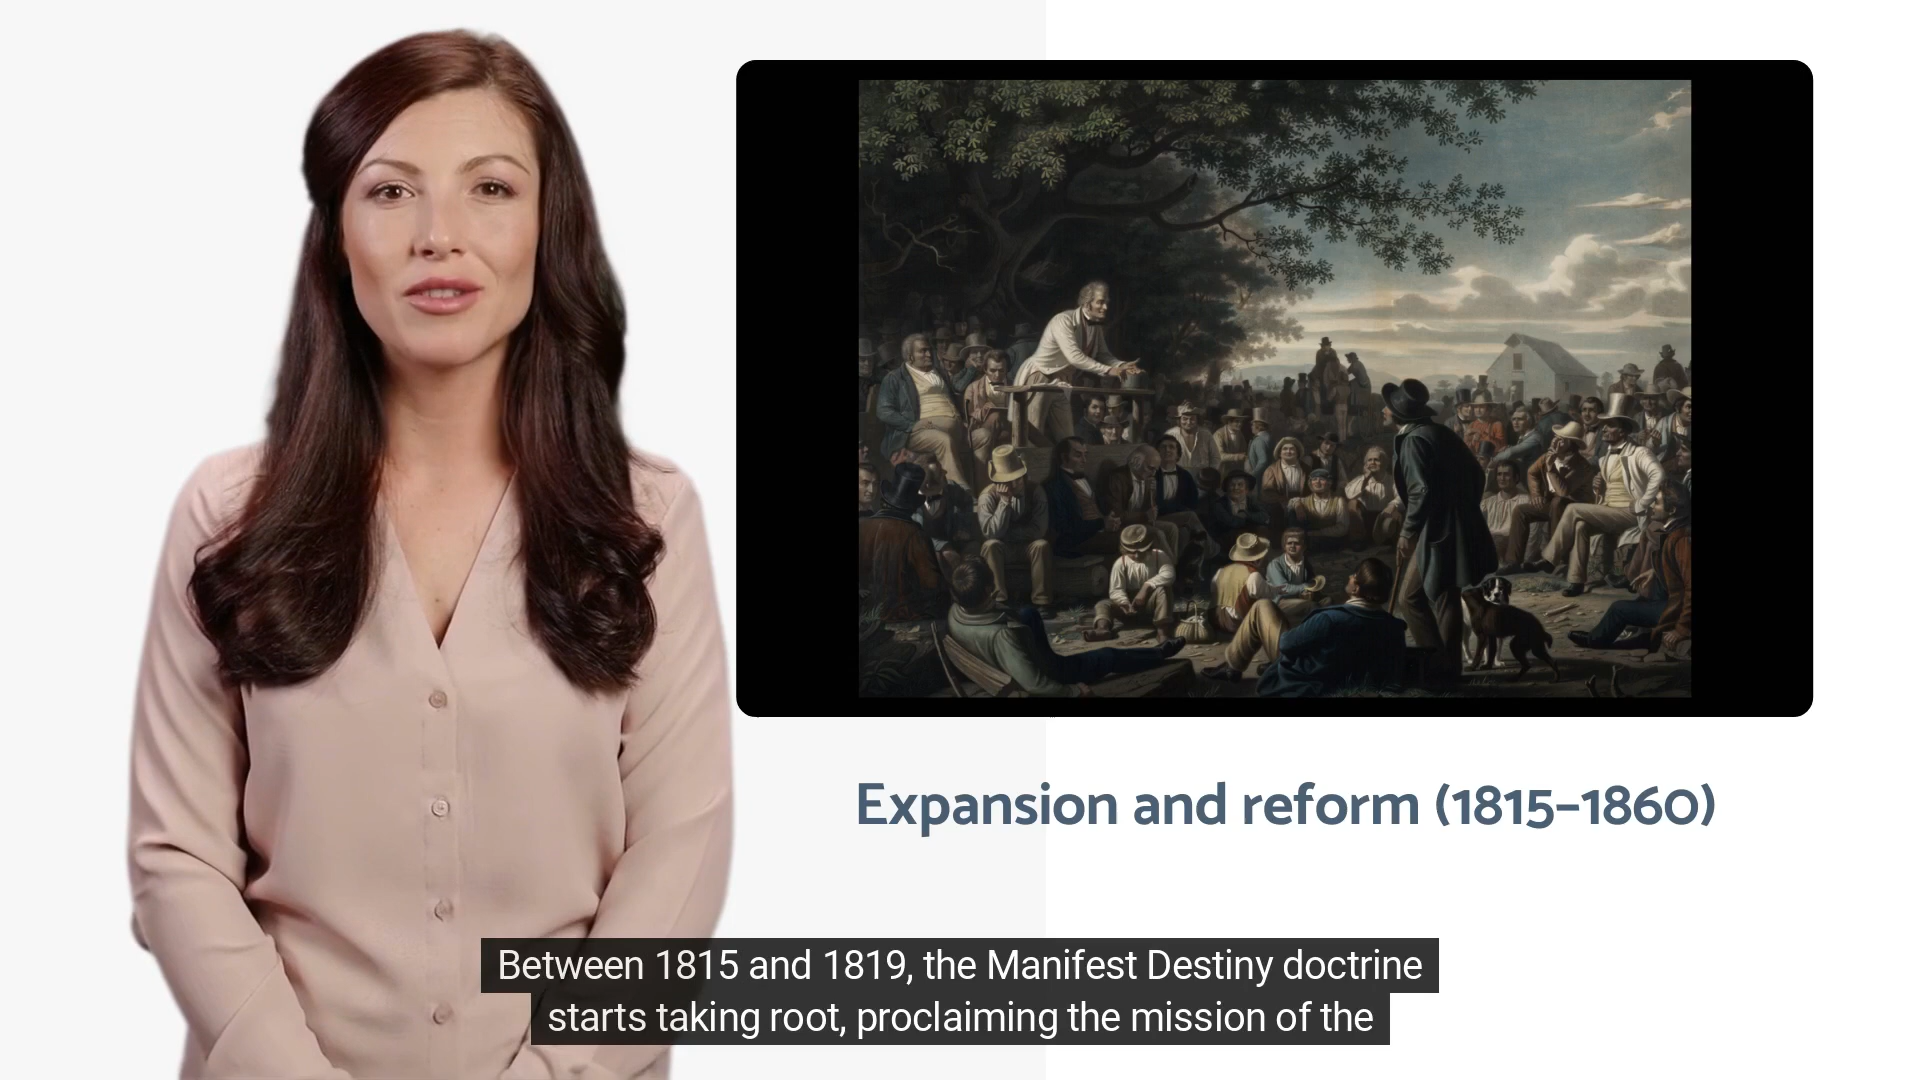 Expansion and reform (1815–1860)
Between 1815 and 1819, the Manifest Destiny doctrine
starts taking root, proclaiming the mission of the